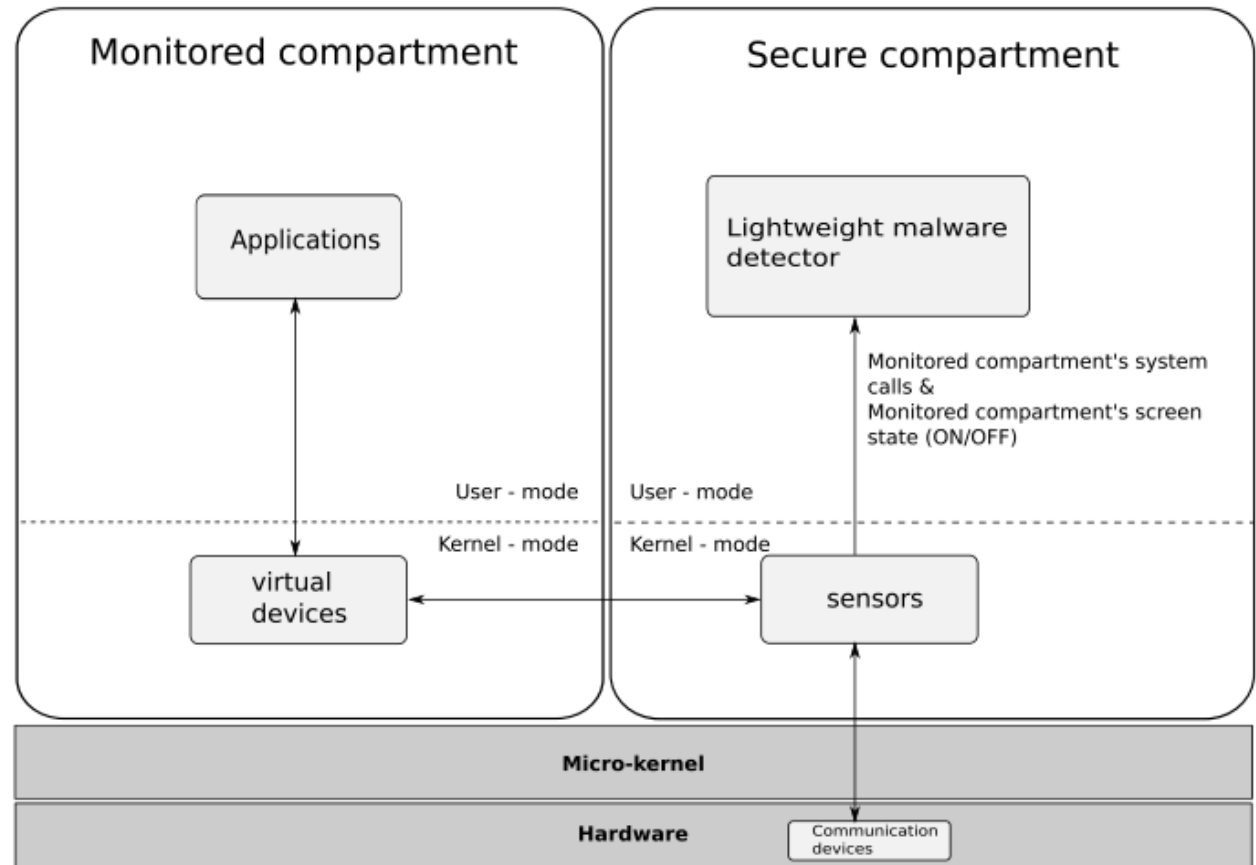 Monitored compartment
Secure compartment
Applications
Lightweight malware
detector
Monitored compartment's system
calls &
Monitored compartment's screen
state (ON/OFF)
User - mode
User - mode
Kernel - mode
Kernel - mode
virtual
devices
sensors
Micro-kernel
Hardware
Communication
devices